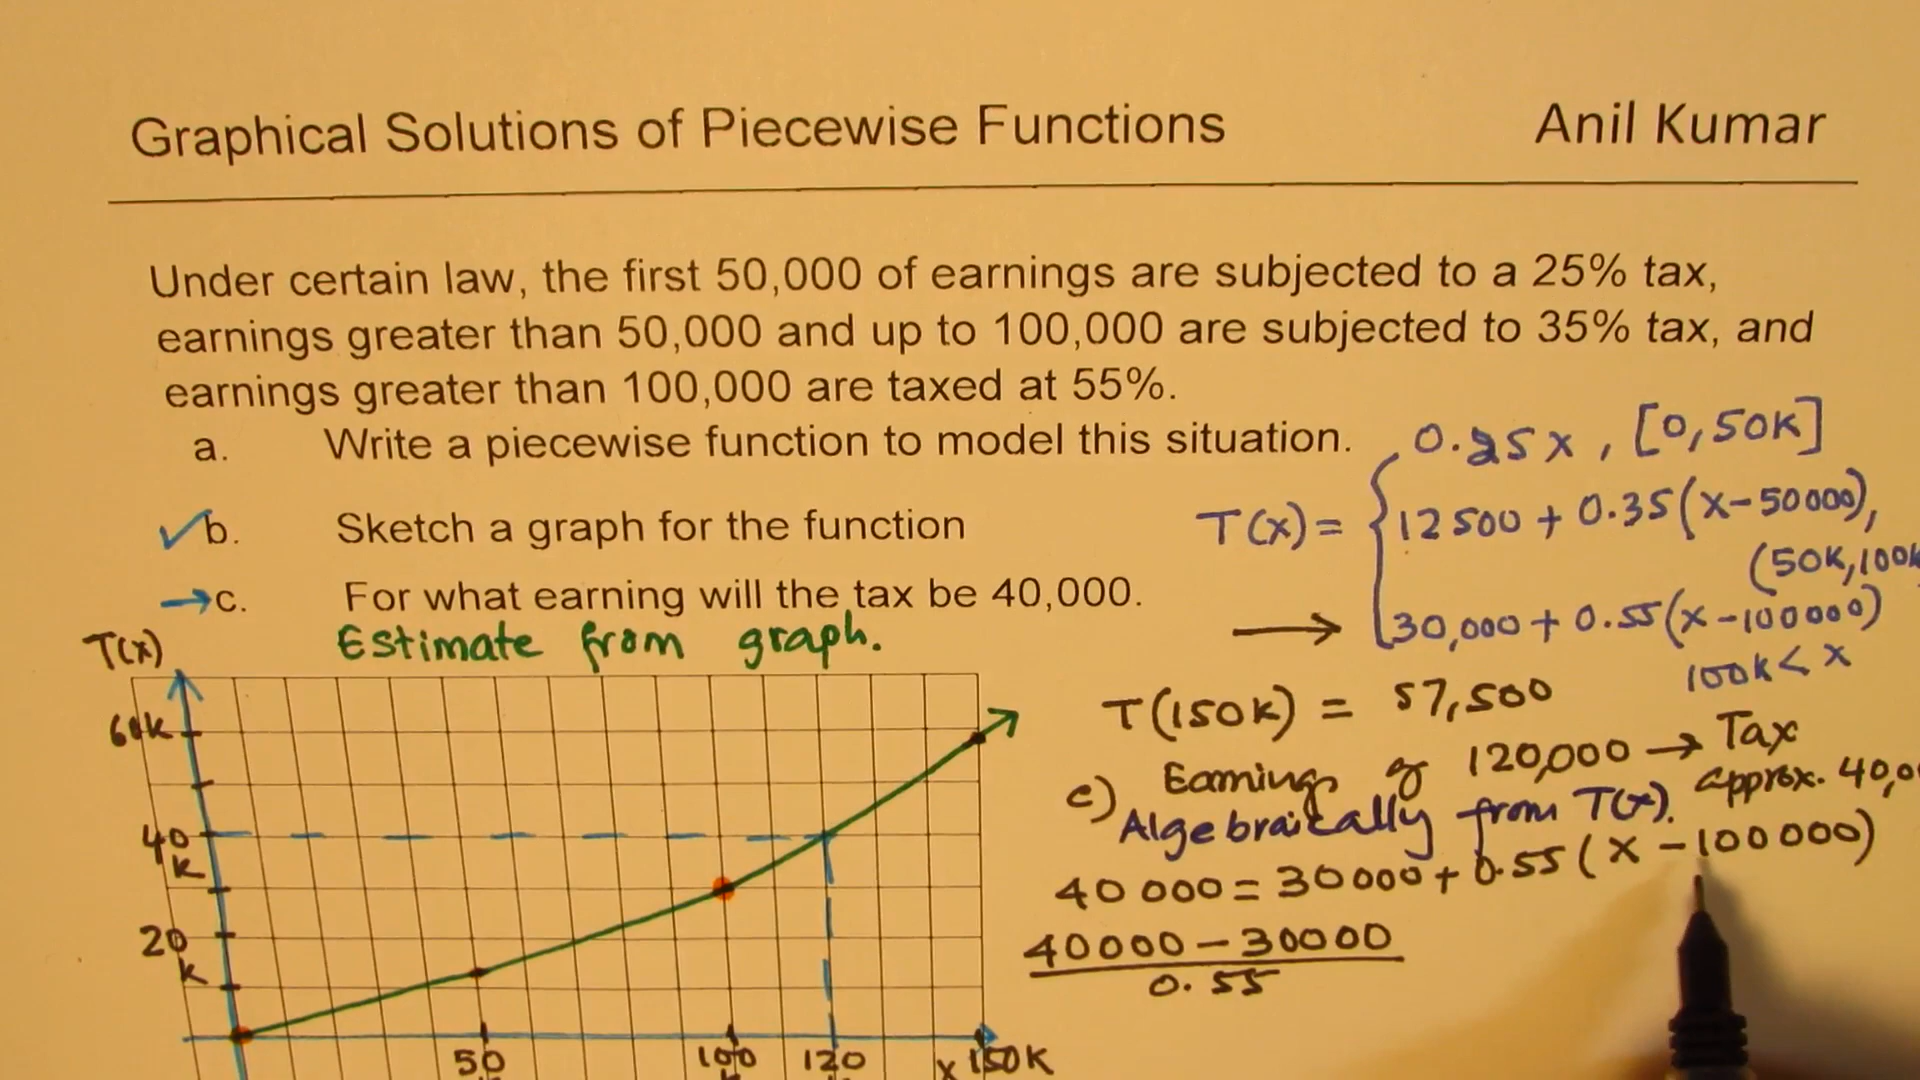 Graphical Solutions of Piecewise Functions Anil Kumar
Under certain law, the first 50,000 of earnings are subjected to a 25% tax,
earnings greater than 50,000 and up to 100,000 are subjected to 35% tax, and
earnings greater than 100,000 are taxed at 55%.
a. Write a piecewise function to model this situation.
✓b. Sketch a graph for the function
→c. For what earning will the tax be 40,000.
Estimate from graph.
0.25x, [0,50K]
T(x) = { 12500 + 0.35(x-50000),
(50K,100K
→ 30,000 + 0.55(x-100000)
100K < x
T(150K) = 57,500
c) Earnings of 120,000 → Tax
approx. 40,0
Algebraically from T(x).
40 000 = 30000 + 0.55(x - 100000)
40000 - 30000
0.55
T(x)
60K
40
K
20
K
50 100 120 x 150K